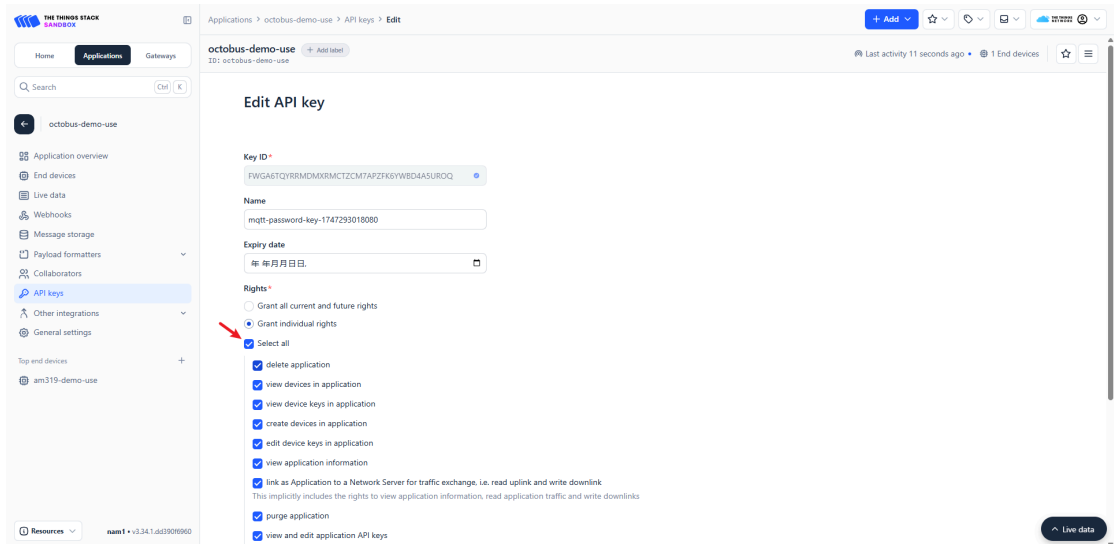 THE THINGS STACK
SANDBOX
Home
Applications
Gateways
Search
Ctrl
K
octobus-demo-use
Application overview
End devices
Live data
Webhooks
Message storage
Payload formatters
Collaborators
API keys
Other integrations
General settings
Top end devices
+
am319-demo-use
Resources
nam1 • v3.34.1.dd390f6960
Applications > octobus-demo-use > API keys > Edit
+ Add
THE THINGS
NETWORK
octobus-demo-use
+ Add label
ID: octobus-demo-use
Last activity 11 seconds ago •
1 End devices
Edit API key
Key ID*
FWGA6TQYRRMDMXRMCTZCM7APZFK6YWBD4A5UROQ
Name
mqtt-password-key-1747293018080
Expiry date
年 年月月日日.
Rights*
Grant all current and future rights
Grant individual rights
Select all
delete application
view devices in application
view device keys in application
create devices in application
edit device keys in application
view application information
link as Application to a Network Server for traffic exchange, i.e. read uplink and write downlink
This implicitly includes the rights to view application information, read application traffic and write downlinks
purge application
view and edit application API keys
Live data